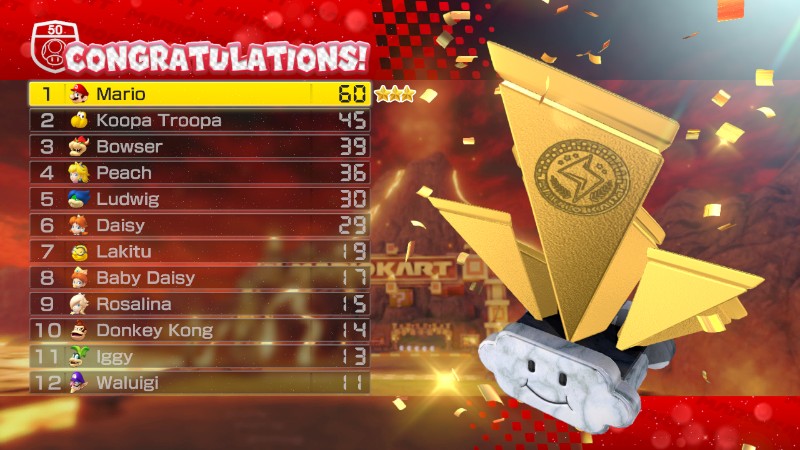 50
CONGRATULATIONS!
1 Mario 60
2 Koopa Troopa 45
3 Bowser 39
4 Peach 36
5 Ludwig 30
6 Daisy 29
7 Lakitu 19
8 Baby Daisy 17
9 Rosalina 15
10 Donkey Kong 14
11 Iggy 13
12 Waluigi 11
KART